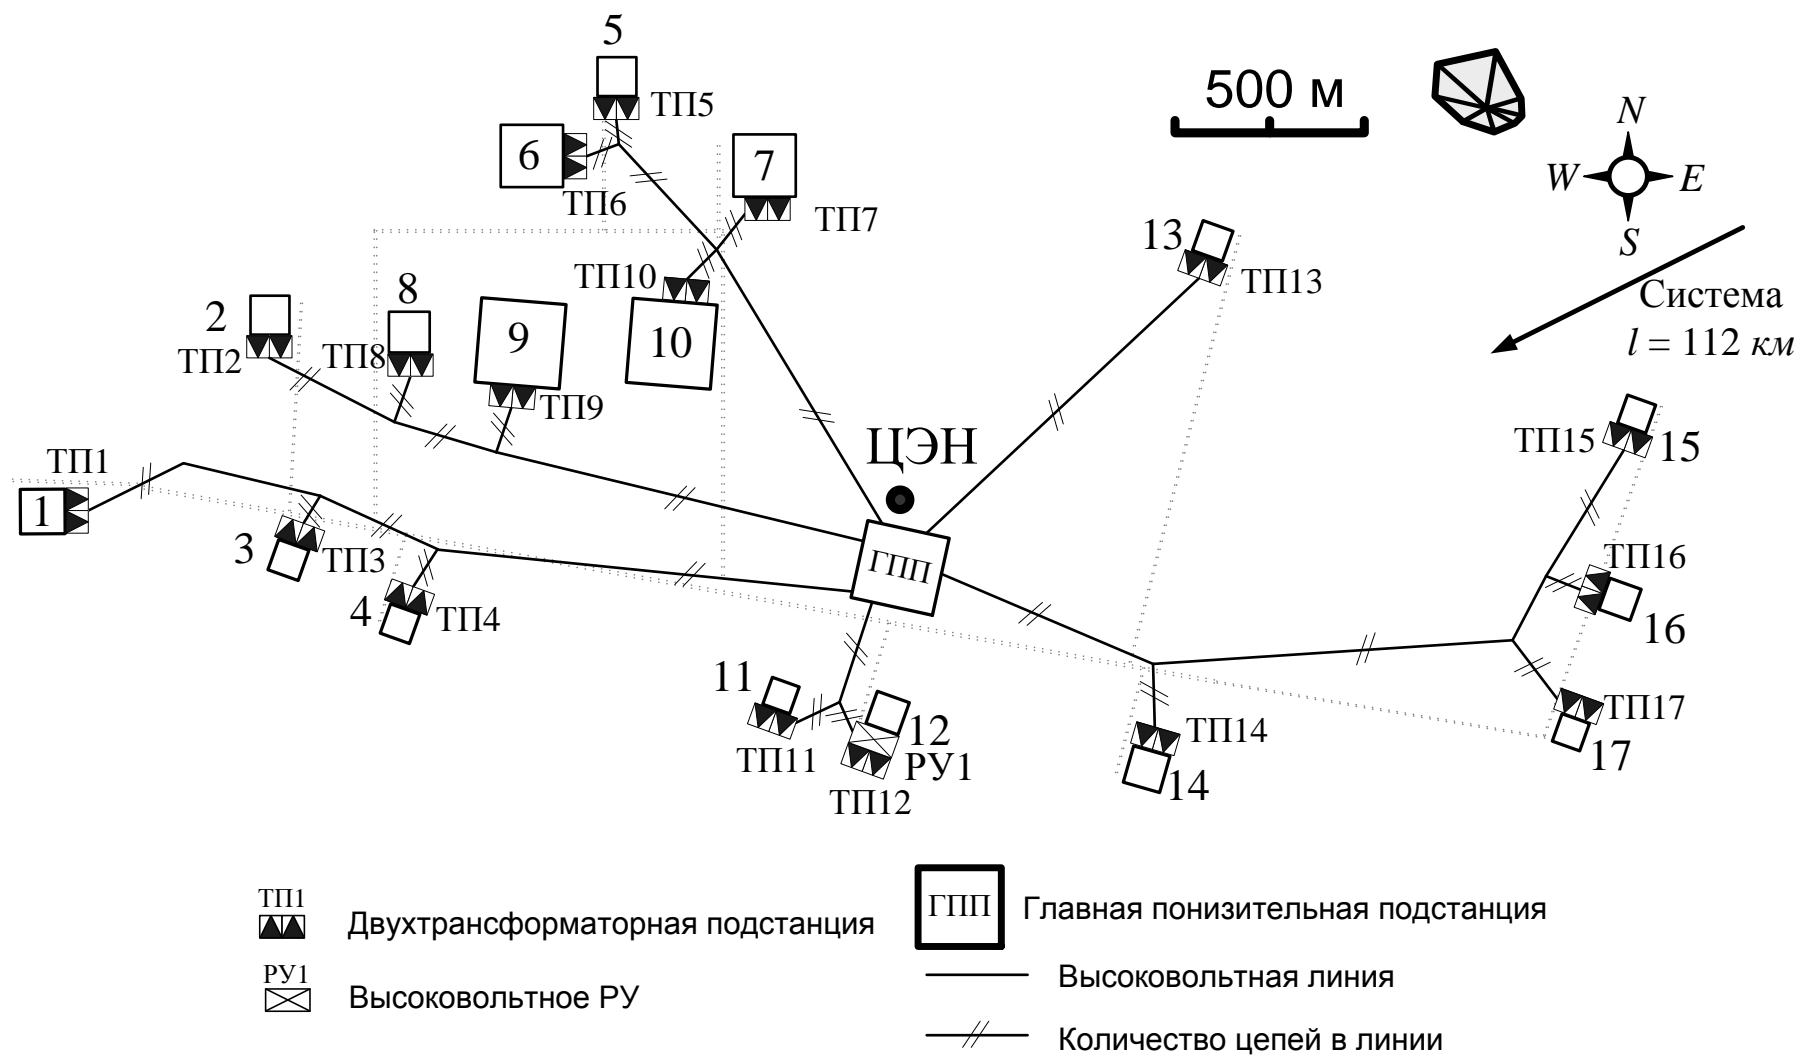 5
ТП5
500 м
6
ТП6
7
ТП7
N
W
E
S
13
ТП13
ТП10
10
Система
l = 112 км
2
ТП2
8
ТП8
9
ТП9
ЦЭН
ТП15
15
ТП1
1
3
ТП3
4
ТП4
ГПП
ТП16
16
11
ТП11
12
РУ1
ТП12
ТП14
14
ТП17
17
ТП1
Двухтрансформаторная подстанция
ГПП
Главная понизительная подстанция
РУ1
Высоковольтное РУ
Высоковольтная линия
Количество цепей в линии